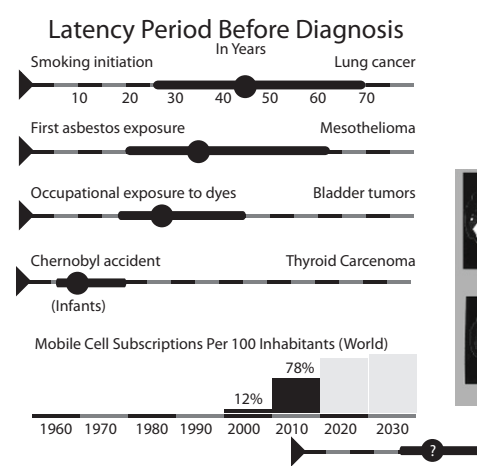 Latency Period Before Diagnosis
In Years
Smoking initiation Lung cancer
10 20 30 40 50 60 70
First asbestos exposure Mesothelioma
Occupational exposure to dyes Bladder tumors
Chernobyl accident Thyroid Carcenoma
(Infants)
Mobile Cell Subscriptions Per 100 Inhabitants (World)
78%
12%
1960 1970 1980 1990 2000 2010 2020 2030
?